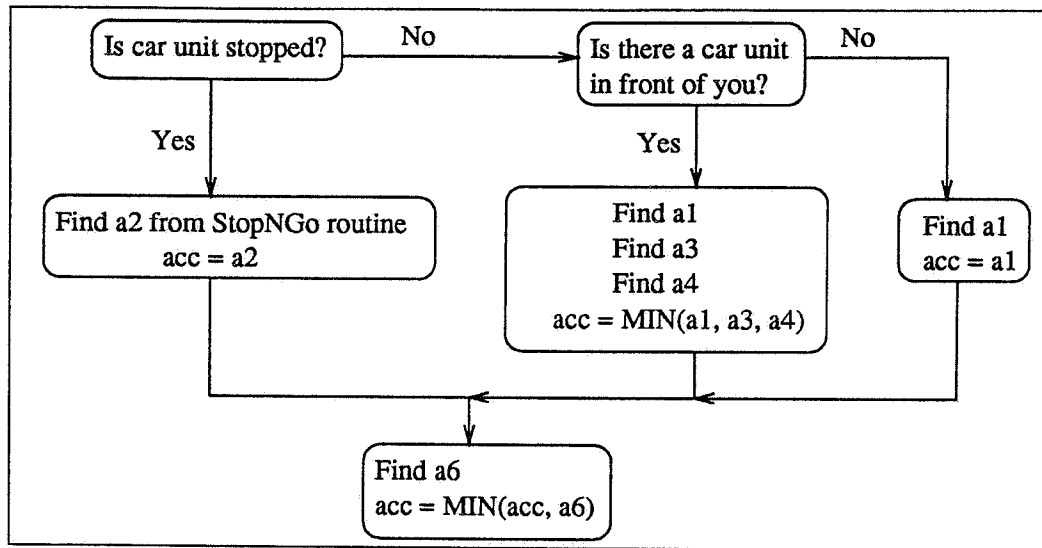 Is car unit stopped?
No
Is there a car unit
in front of you?
No
Yes
Yes
Find a2 from StopNGo routine
acc = a2
Find a1
Find a3
Find a4
acc = MIN(a1, a3, a4)
Find a1
acc = a1
Find a6
acc = MIN(acc, a6)